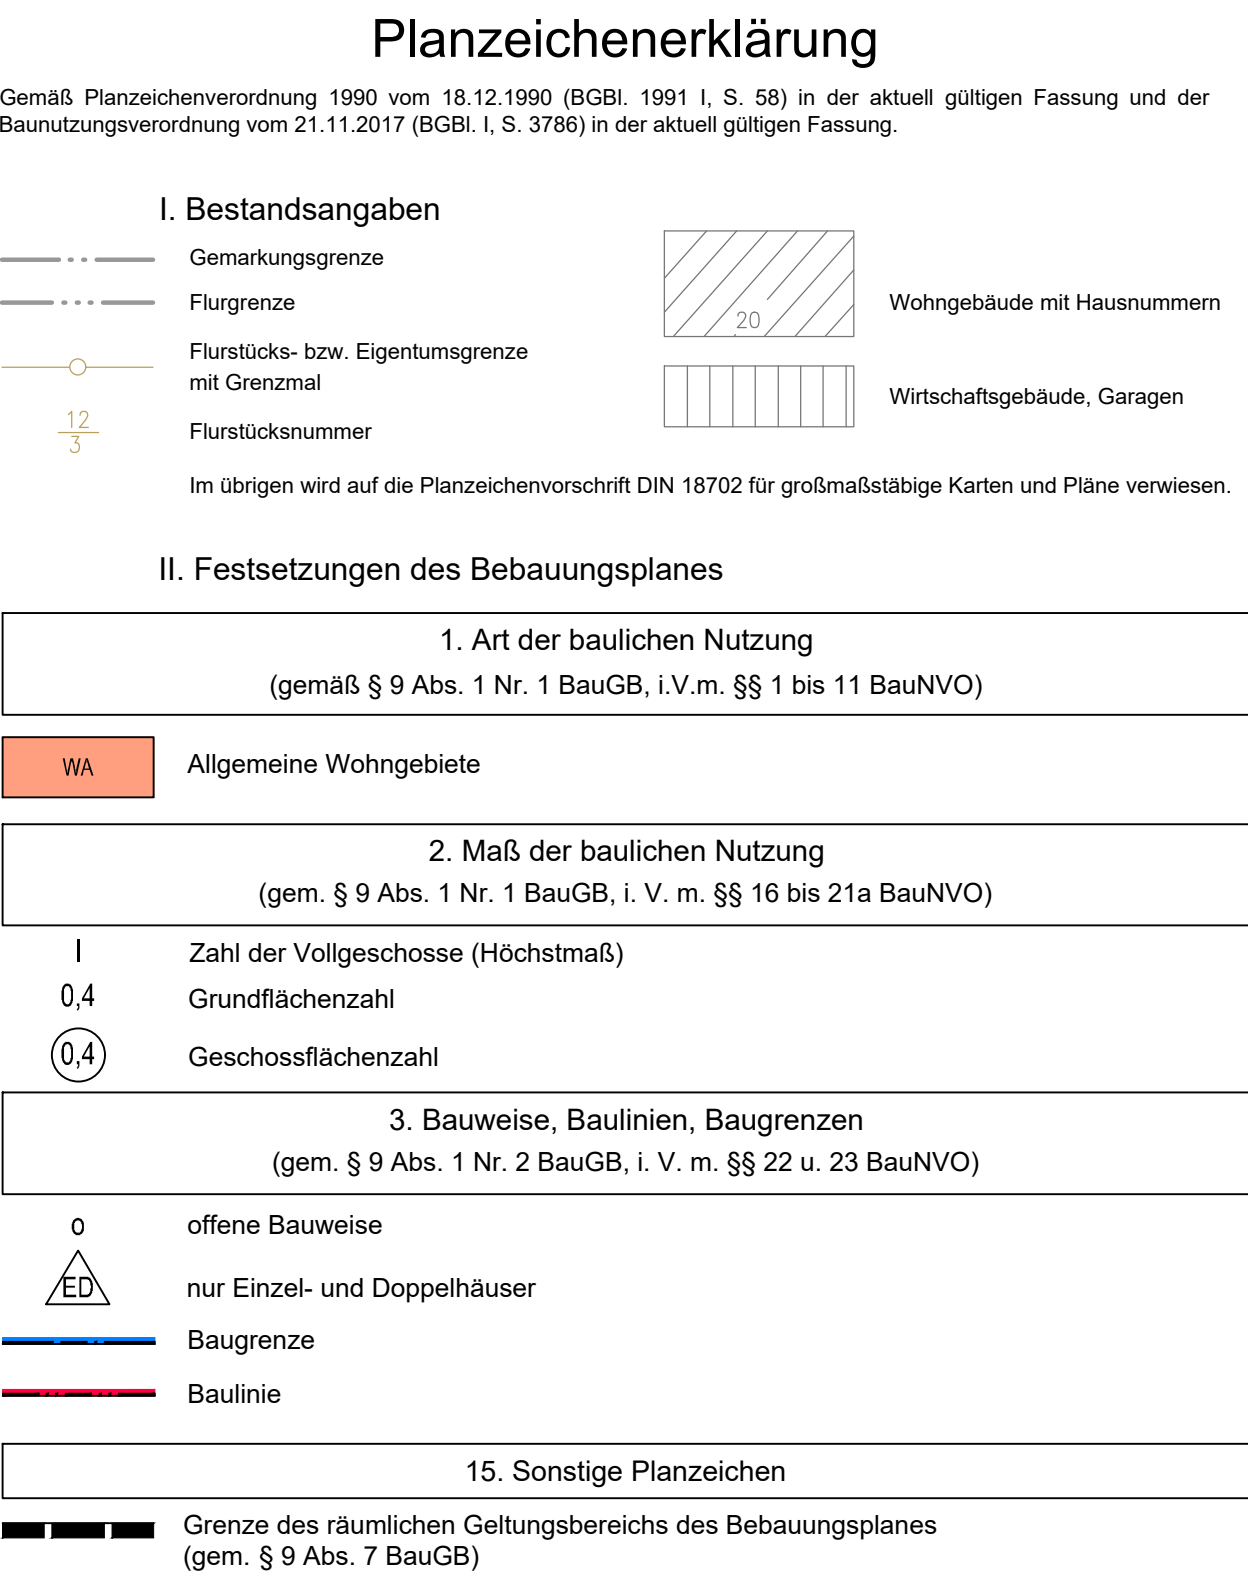 Planzeichenerklärung
Gemäß Planzeichenverordnung 1990 vom 18.12.1990 (BGBl. 1991 I, S. 58) in der aktuell gültigen Fassung und der
Baunutzungsverordnung vom 21.11.2017 (BGBl. I, S. 3786) in der aktuell gültigen Fassung.
I. Bestandsangaben
Gemarkungsgrenze
Flurgrenze
Flurstücks- bzw. Eigentumsgrenze
mit Grenzmal
12
3
Flurstücksnummer
20
Wohngebäude mit Hausnummern
Wirtschaftsgebäude, Garagen
Im übrigen wird auf die Planzeichenvorschrift DIN 18702 für großmaßstäbige Karten und Pläne verwiesen.
II. Festsetzungen des Bebauungsplanes
1. Art der baulichen Nutzung
(gemäß § 9 Abs. 1 Nr. 1 BauGB, i.V.m. §§ 1 bis 11 BauNVO)
WA Allgemeine Wohngebiete
2. Maß der baulichen Nutzung
(gem. § 9 Abs. 1 Nr. 1 BauGB, i. V. m. §§ 16 bis 21a BauNVO)
I Zahl der Vollgeschosse (Höchstmaß)
0,4 Grundflächenzahl
0,4 Geschossflächenzahl
3. Bauweise, Baulinien, Baugrenzen
(gem. § 9 Abs. 1 Nr. 2 BauGB, i. V. m. §§ 22 u. 23 BauNVO)
o offene Bauweise
ED nur Einzel- und Doppelhäuser
Baugrenze
Baulinie
15. Sonstige Planzeichen
Grenze des räumlichen Geltungsbereichs des Bebauungsplanes
(gem. § 9 Abs. 7 BauGB)